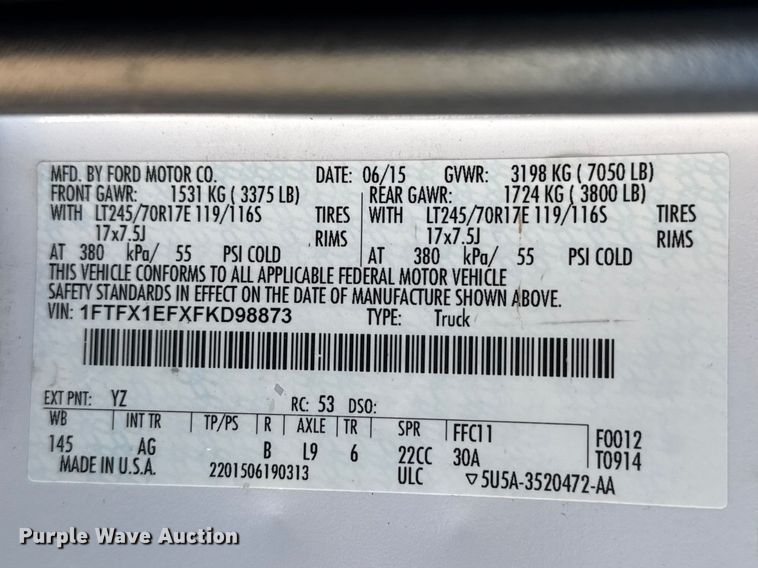 MFD. BY FORD MOTOR CO. DATE: 06/15 GVWR: 3198 KG ( 7050 LB)
FRONT GAWR: 1531 KG ( 3375 LB) REAR GAWR: 1724 KG ( 3800 LB)
WITH LT245/70R17E 119/116S TIRES WITH LT245/70R17E 119/116S TIRES
17x7.5J RIMS 17x7.5J RIMS
AT 380 kPa/ 55 PSI COLD AT 380 kPa/ 55 PSI COLD
THIS VEHICLE CONFORMS TO ALL APPLICABLE FEDERAL MOTOR VEHICLE
SAFETY STANDARDS IN EFFECT ON THE DATE OF MANUFACTURE SHOWN ABOVE.
VIN: 1FTFX1EFXFKD98873 TYPE: Truck
EXT PNT: YZ RC: 53 DSO:
WB INT TR TP/PS R AXLE TR SPR FFC11 F0012
145 AG B L9 6 22CC 30A T0914
MADE IN U.S.A. 2201506190313 ULC ▽5U5A-3520472-AA
Purple Wave Auction